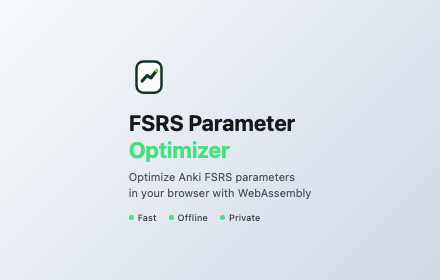 FSRS Parameter
Optimizer
Optimize Anki FSRS parameters
in your browser with WebAssembly
Fast Offline Private